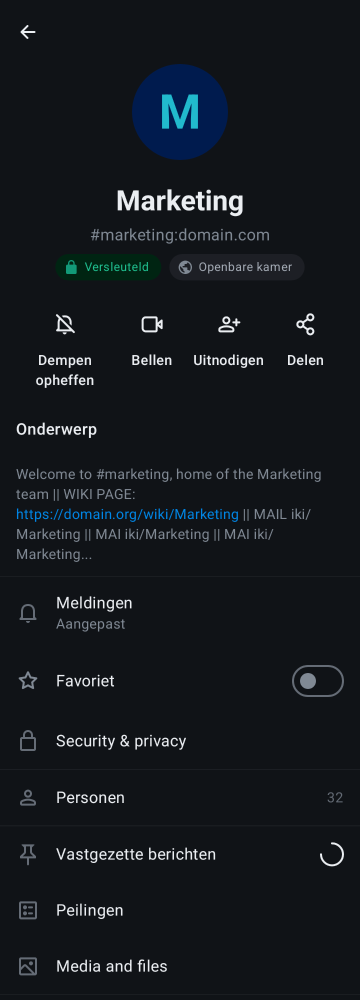 M
Marketing
#marketing:domain.com
Versleuteld
Openbare kamer
Dempen
opheffen
Bellen
Uitnodigen
Delen
Onderwerp
Welcome to #marketing, home of the Marketing
team || WIKI PAGE:
https://domain.org/wiki/Marketing || MAIL iki/
Marketing || MAI iki/Marketing || MAI iki/
Marketing...
Meldingen
Aangepast
Favoriet
Security & privacy
Personen
32
Vastgezette berichten
Peilingen
Media and files